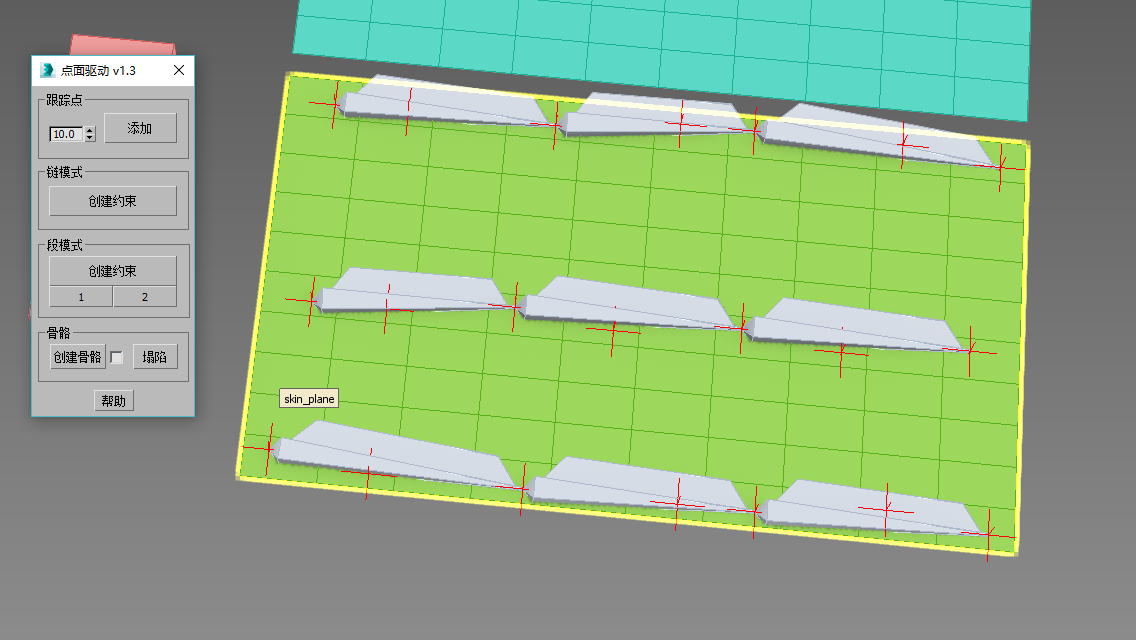 点面驱动 v1.3
跟踪点
10.0
添加
链模式
创建约束
段模式
创建约束
1
2
骨骼
创建骨骼
塌陷
帮助
skin_plane